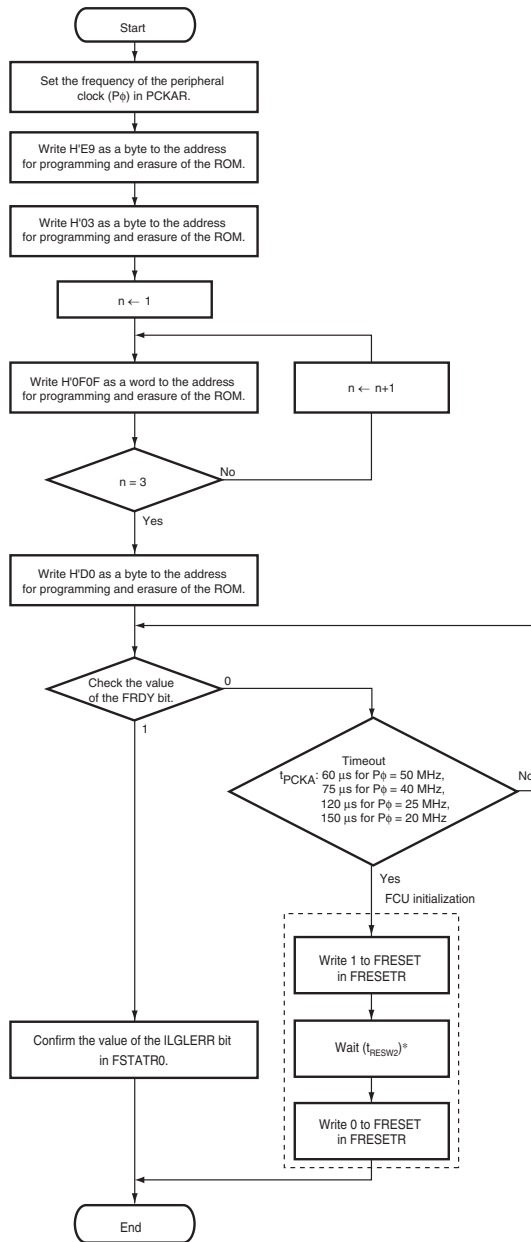 Start
Set the frequency of the peripheral
clock (Pϕ) in PCKAR.
Write H'E9 as a byte to the address
for programming and erasure of the ROM.
Write H'03 as a byte to the address
for programming and erasure of the ROM.
n ← 1
Write H'0F0F as a word to the address
for programming and erasure of the ROM.
n ← n+1
n = 3
No
Yes
Write H'D0 as a byte to the address
for programming and erasure of the ROM.
Check the value
of the FRDY bit.
0
1
Timeout
tPCKA: 60 μs for Pϕ = 50 MHz,
75 μs for Pϕ = 40 MHz,
120 μs for Pϕ = 25 MHz,
150 μs for Pϕ = 20 MHz
No
Yes
FCU initialization
Write 1 to FRESET
in FRESETR
Wait (tRESW2)*
Write 0 to FRESET
in FRESETR
Confirm the value of the ILGLERR bit
in FSTATR0.
End